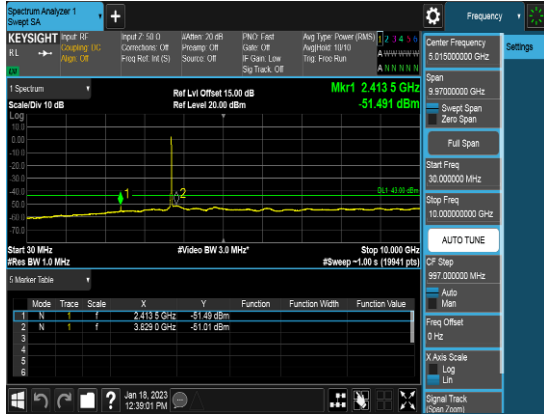 Spectrum Analyzer 1
Swept SA
+
Frequency
KEYSIGHT
RL
Input: RF
Coupling: DC
Align: Off
Input Z: 50 Ω
Corrections: Off
Freq Ref: Int (S)
#Atten: 20 dB
Preamp: Off
Source: Off
PNO: Fast
Gate: Off
IF Gain: Low
Sig Track: Off
Avg Type: Power (RMS)
Avg|Hold: 10/10
Trig: Free Run
1 2 3 4 5 6
A W W W W W
A N N N N N
1 Spectrum
Scale/Div 10 dB
Ref Lvl Offset 15.00 dB
Ref Level 20.00 dBm
Mkr1 2.413 5 GHz
-51.491 dBm
Log
10.0
0.00
-10.0
-20.0
-30.0
-40.0
-50.0
-60.0
-70.0
1
2
DL1 -43.00 dBm
Start 30 MHz
#Res BW 1.0 MHz
#Video BW 3.0 MHz*
Stop 10.000 GHz
#Sweep ~1.00 s (19941 pts)
5 Marker Table
Mode Trace Scale X Y Function Function Width Function Value
1 N 1 f 2.413 5 GHz -51.49 dBm
2 N 1 f 3.829 0 GHz -51.01 dBm
3
4
5
6
Jan 18, 2023
12:39:01 PM
?
Center Frequency
5.015000000 GHz
Settings
Span
9.97000000 GHz
Swept Span
Zero Span
Full Span
Start Freq
30.000000 MHz
Stop Freq
10.000000000 GHz
AUTO TUNE
CF Step
997.000000 MHz
Auto
Man
Freq Offset
0 Hz
X Axis Scale
Log
Lin
Signal Track
(Span Zoom)